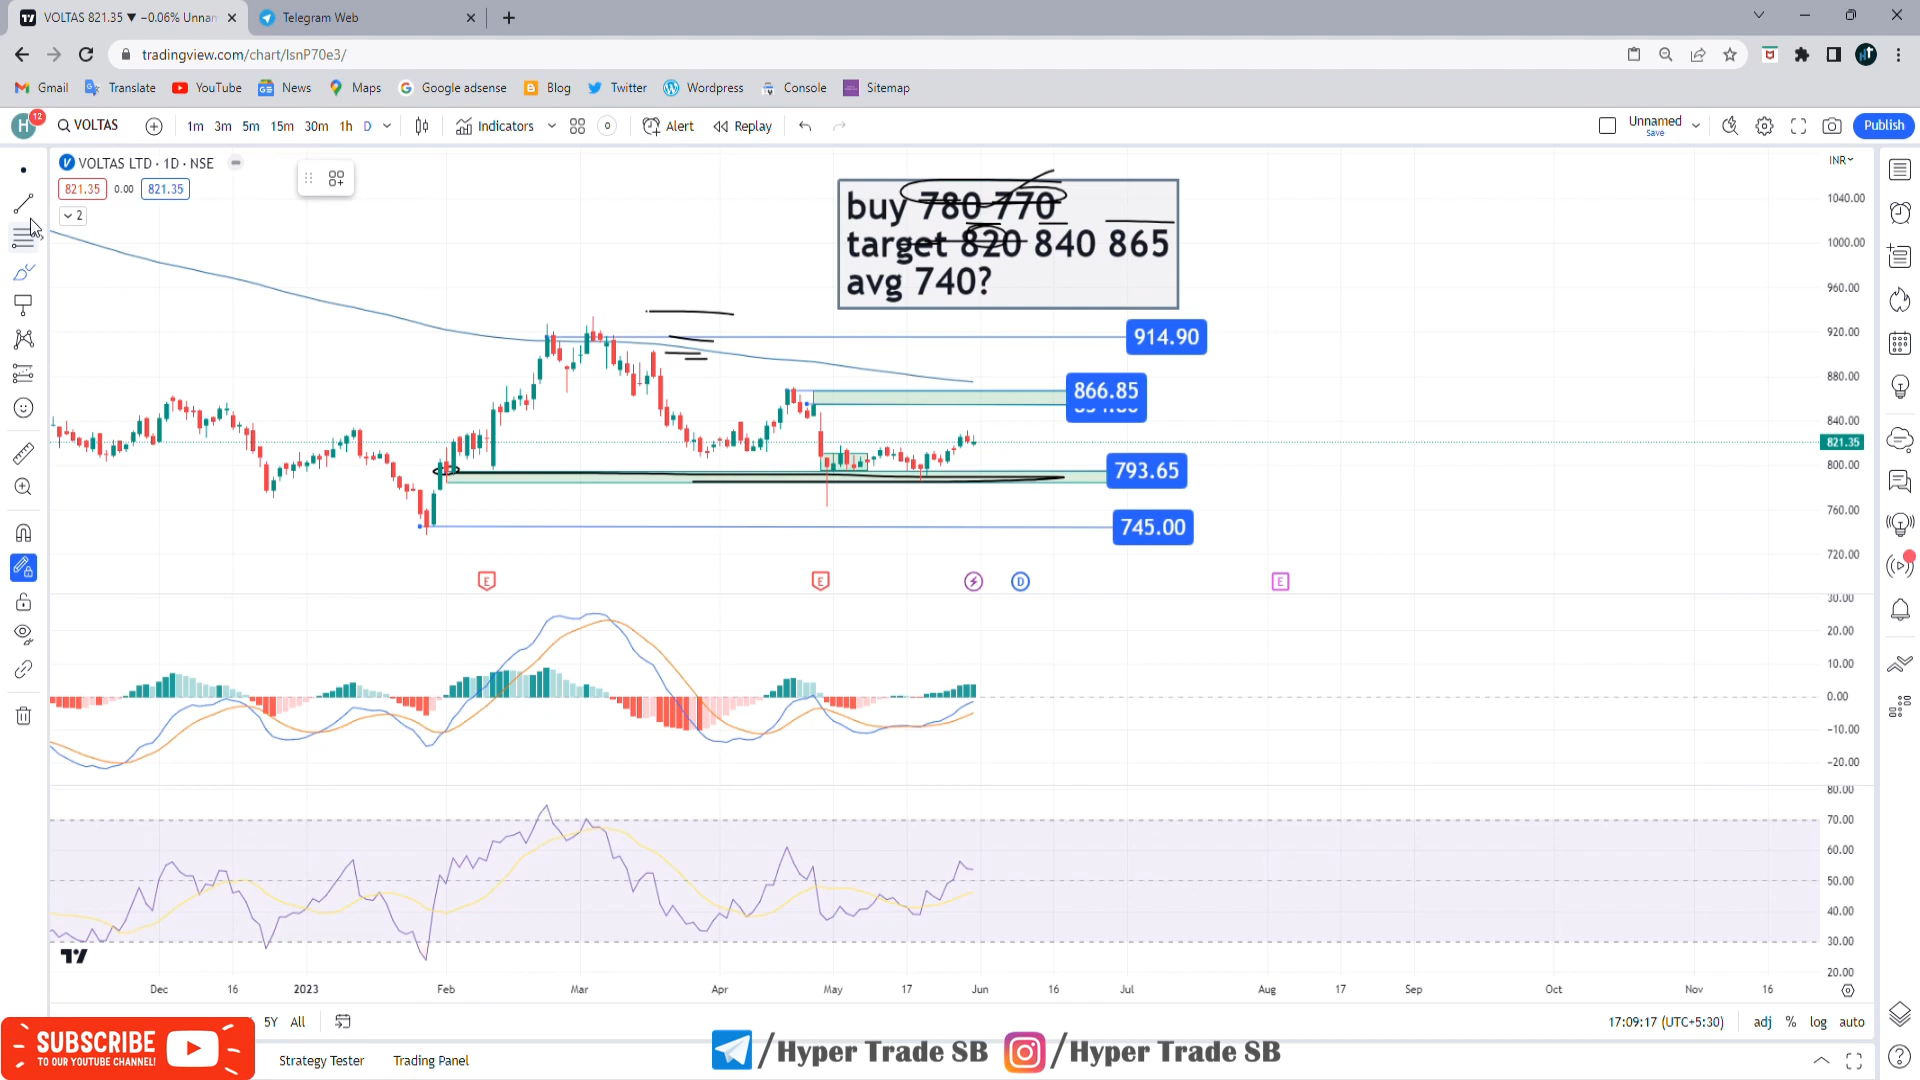 VOLTAS 821.35 ▼ −0.06% Unnar
Telegram Web
tradingview.com/chart/IsnP70e3/
Gmail Translate YouTube News Maps Google adsense Blog Twitter Wordpress Console Sitemap
12
VOLTAS 1m 3m 5m 15m 30m 1h D Indicators Alert Replay Unnamed Save Publish
VOLTAS LTD · 1D · NSE
INR
821.35 0.00 821.35
2
buy 780 770
target 820 840 865
avg 740?
1040.00
1000.00
960.00
920.00
880.00
840.00
821.35
800.00
760.00
720.00
914.90
866.85
793.65
745.00
E E D E
30.00
20.00
10.00
0.00
−10.00
−20.00
80.00
70.00
60.00
50.00
40.00
30.00
20.00
Dec 16 2023 Feb Mar Apr May 17 Jun 16 Jul Aug 17 Sep Oct Nov 16
5Y All
17:09:17 (UTC+5:30) adj % log auto
SUBSCRIBE
TO OUR YOUTUBE CHANNEL!
Strategy Tester Trading Panel
/Hyper Trade SB /Hyper Trade SB